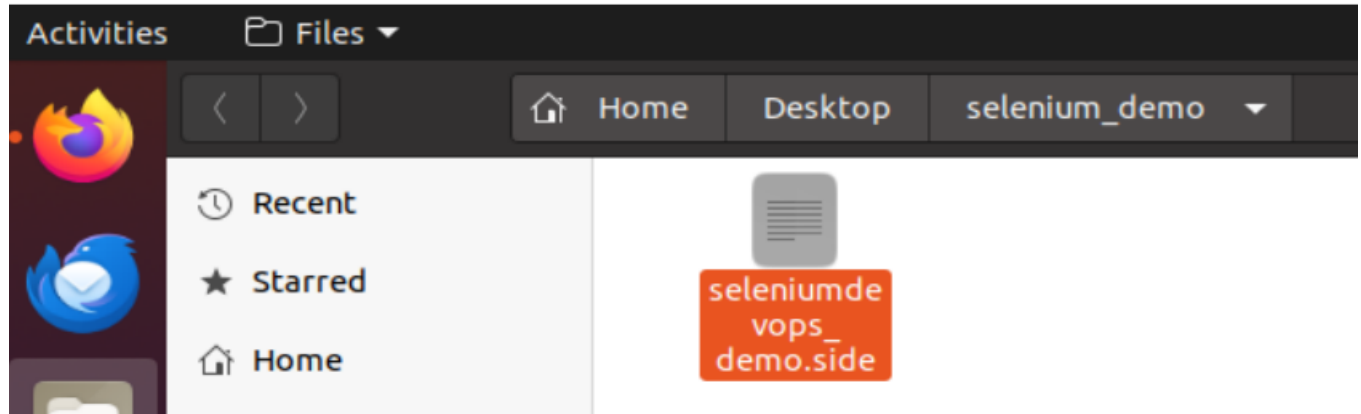 Activities Files
Home Desktop selenium_demo
Recent
Starred
Home
seleniumde
vops_
demo.side